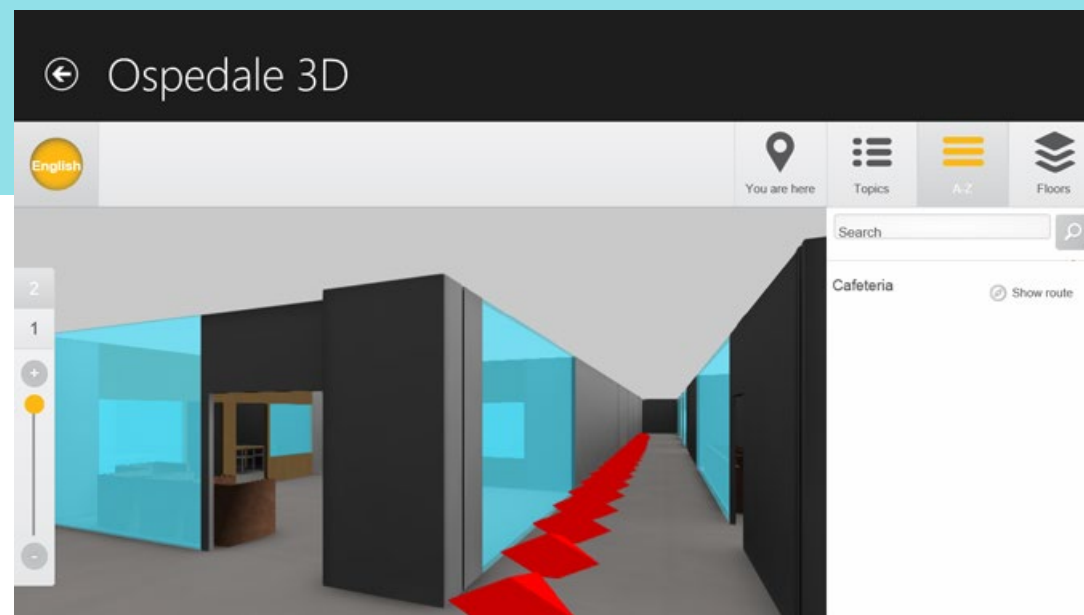 Ospedale 3D
English
You are here
Topics
A-Z
Floors
Search
2
1
Cafeteria
Show route
+
-